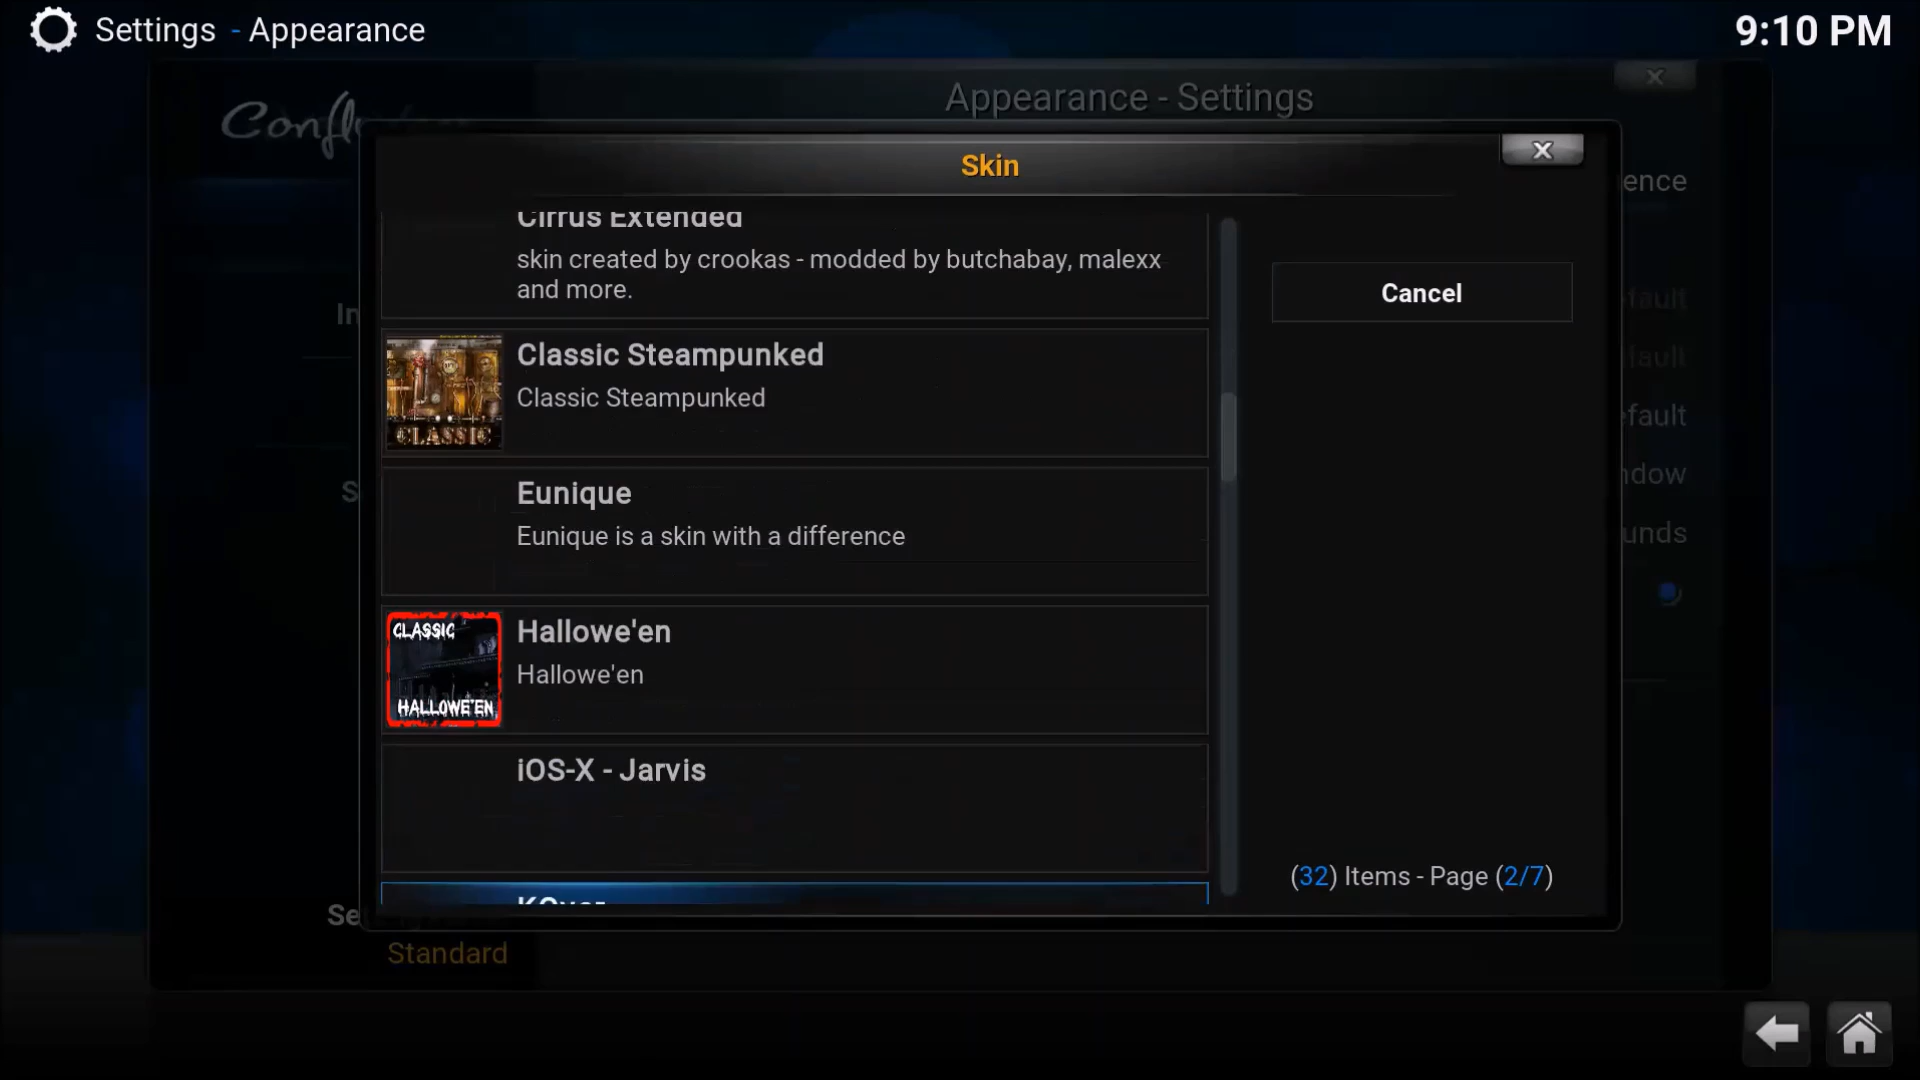 Settings - Appearance
9:10 PM
Appearance - Settings
Skin
Cirrus Extended
skin created by crookas - modded by butchabay, malexx
and more.
Cancel
Classic Steampunked
Classic Steampunked
CLASSIC
Eunique
Eunique is a skin with a difference
Hallowe'en
Hallowe'en
CLASSIC
HALLOWE'EN
iOS-X - Jarvis
KOver
(32) Items - Page (2/7)
Standard